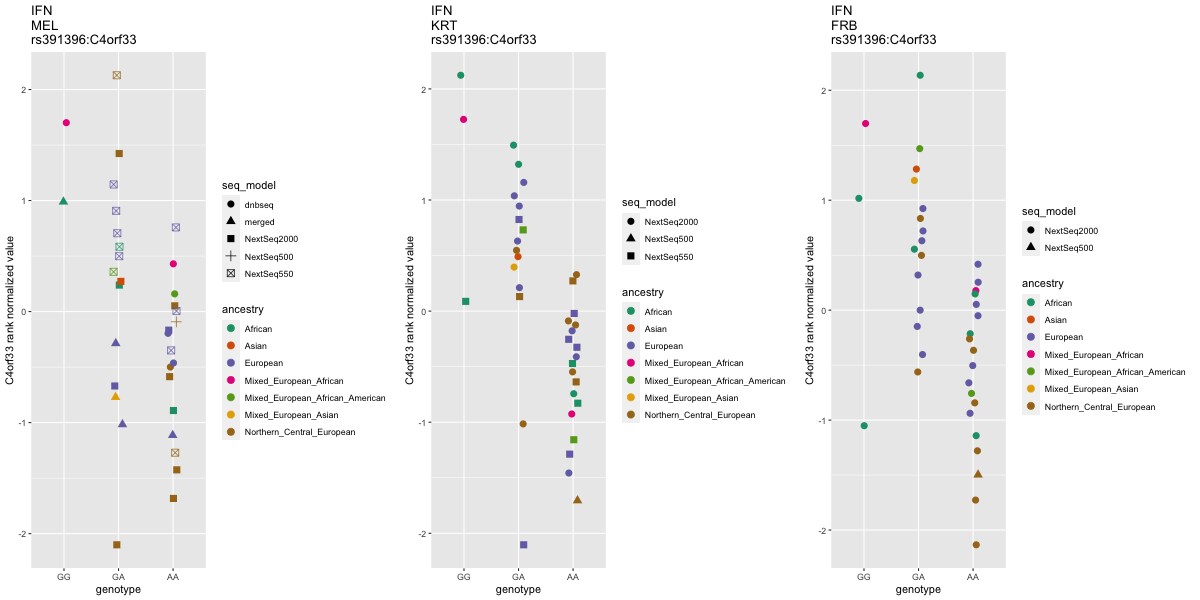 IFN
MEL
rs391396:C4orf33
C4orf33 rank normalized value
2
1
0
-1
-2
GG
GA
AA
genotype
seq_model
dnbseq
merged
NextSeq2000
NextSeq500
NextSeq550
ancestry
African
Asian
European
Mixed_European_African
Mixed_European_African_American
Mixed_European_Asian
Northern_Central_European
IFN
KRT
rs391396:C4orf33
C4orf33 rank normalized value
2
1
0
-1
-2
GG
GA
AA
genotype
seq_model
NextSeq2000
NextSeq500
NextSeq550
ancestry
African
Asian
European
Mixed_European_African
Mixed_European_African_American
Mixed_European_Asian
Northern_Central_European
IFN
FRB
rs391396:C4orf33
C4orf33 rank normalized value
2
1
0
-1
-2
GG
GA
AA
genotype
seq_model
NextSeq2000
NextSeq500
ancestry
African
Asian
European
Mixed_European_African
Mixed_European_African_American
Mixed_European_Asian
Northern_Central_European